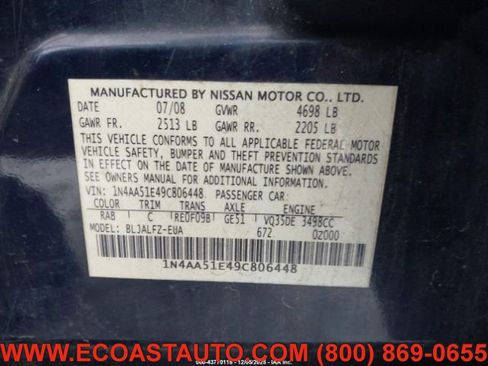 MANUFACTURED BY NISSAN MOTOR CO., LTD.
DATE 07/08 GVWR 4698 LB
GAWR FR. 2513 LB GAWR RR. 2205 LB
THIS VEHICLE CONFORMS TO ALL APPLICABLE FEDERAL MOTOR
VEHICLE SAFETY, BUMPER AND THEFT PREVENTION STANDARDS
IN EFFECT ON THE DATE OF MANUFACTURE SHOWN ABOVE.
SEE OWNERS MANUAL FOR ADDITIONAL INFORMATION.
VIN: 1N4AA51E49C806448 PASSENGER CAR:
COLOR TRIM TRANS AXLE ENGINE
RAB C RE0F09B GE51 VQ35DE 3498CC
MODEL: BLJALFZ-EUA 672 0Z000
1N4AA51E49C806448
WWW.ECOASTAUTO.COM (800) 869-0655